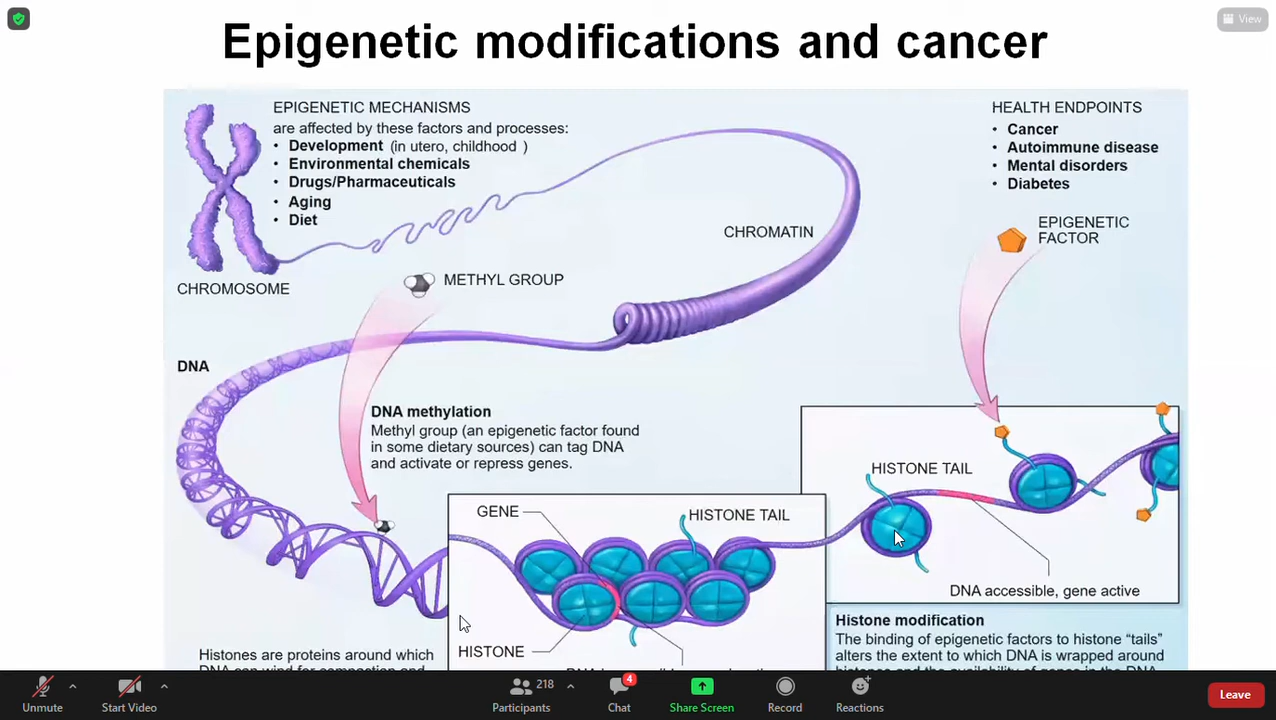 View
Epigenetic modifications and cancer
EPIGENETIC MECHANISMS
are affected by these factors and processes:
• Development (in utero, childhood )
• Environmental chemicals
• Drugs/Pharmaceuticals
• Aging
• Diet
HEALTH ENDPOINTS
• Cancer
• Autoimmune disease
• Mental disorders
• Diabetes
EPIGENETIC
FACTOR
CHROMATIN
METHYL GROUP
CHROMOSOME
DNA
DNA methylation
Methyl group (an epigenetic factor found
in some dietary sources) can tag DNA
and activate or repress genes.
HISTONE TAIL
GENE
HISTONE TAIL
DNA accessible, gene active
Histone modification
The binding of epigenetic factors to histone “tails”
alters the extent to which DNA is wrapped around
HISTONE
Histones are proteins around which
Unmute
Start Video
218
Participants
4
Chat
Share Screen
Record
Reactions
Leave